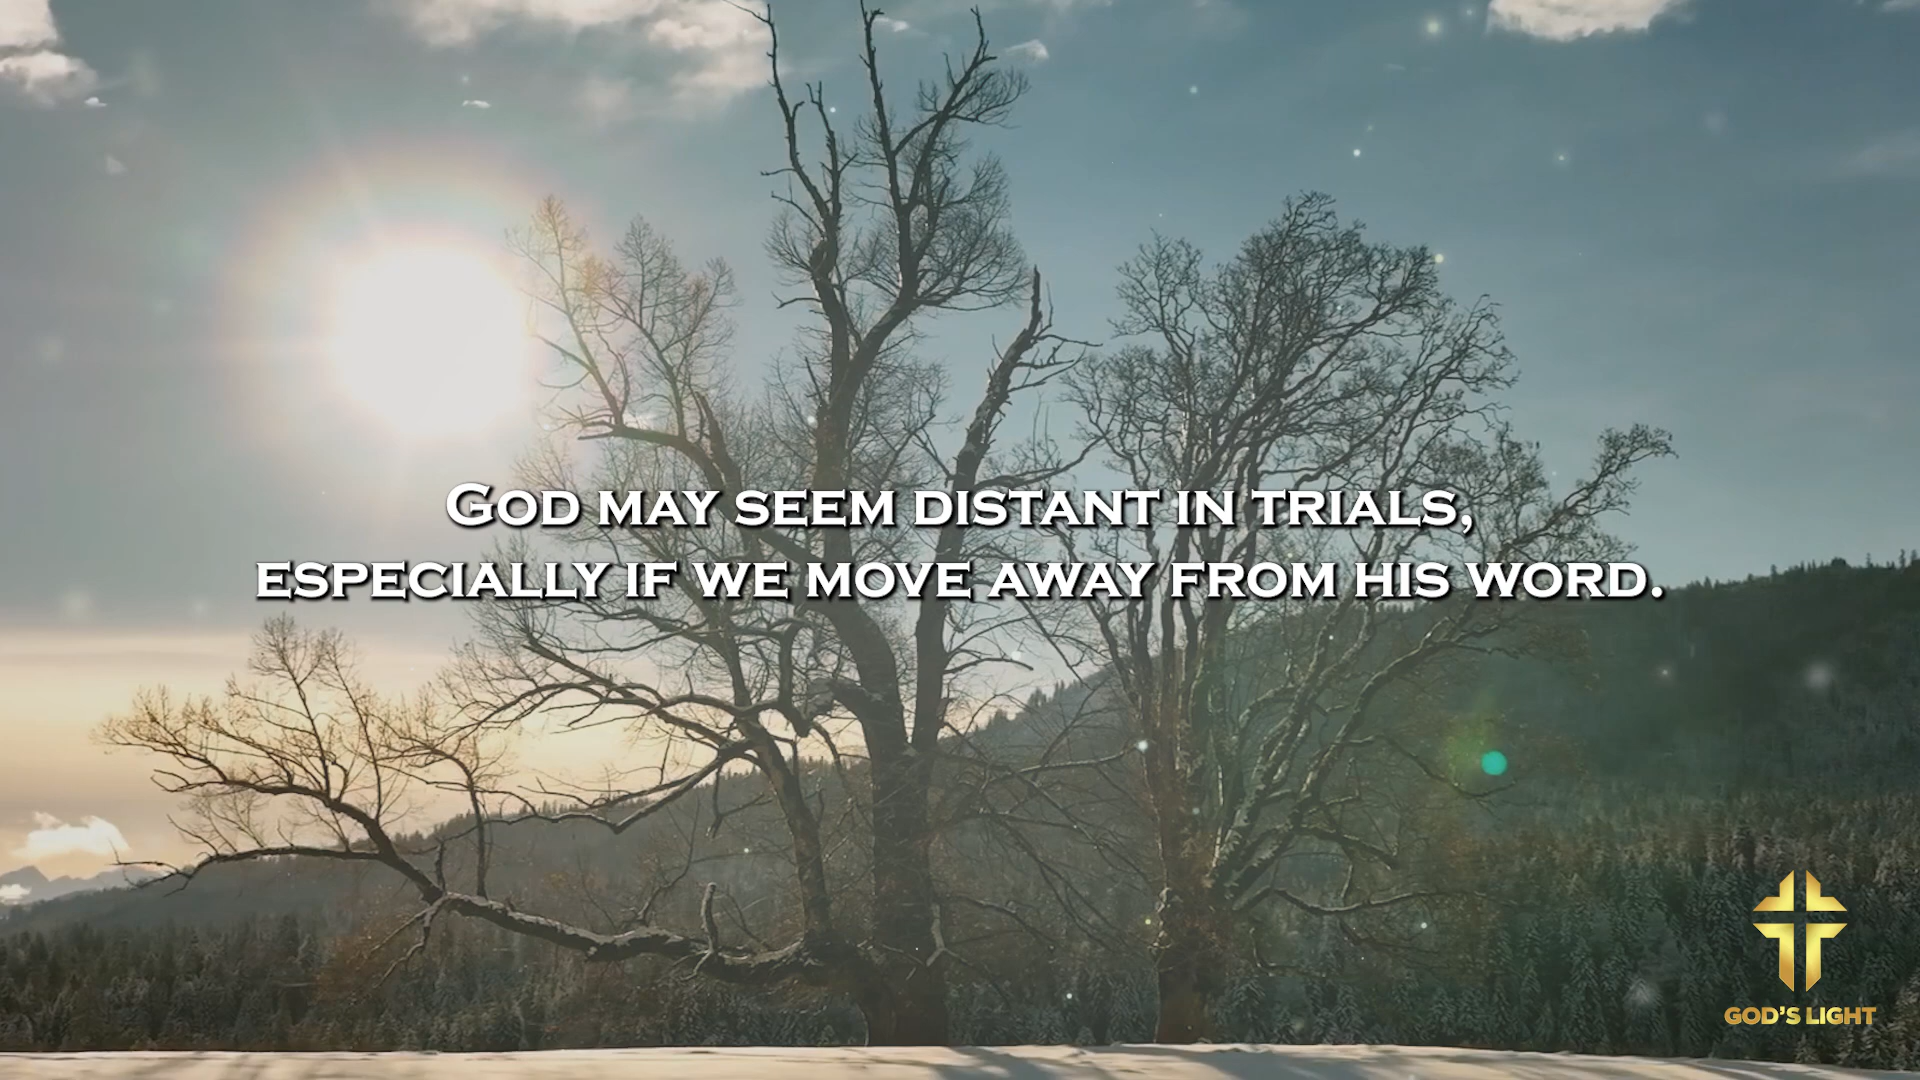 GOD MAY SEEM DISTANT IN TRIALS,
ESPECIALLY IF WE MOVE AWAY FROM HIS WORD.
GOD'S LIGHT